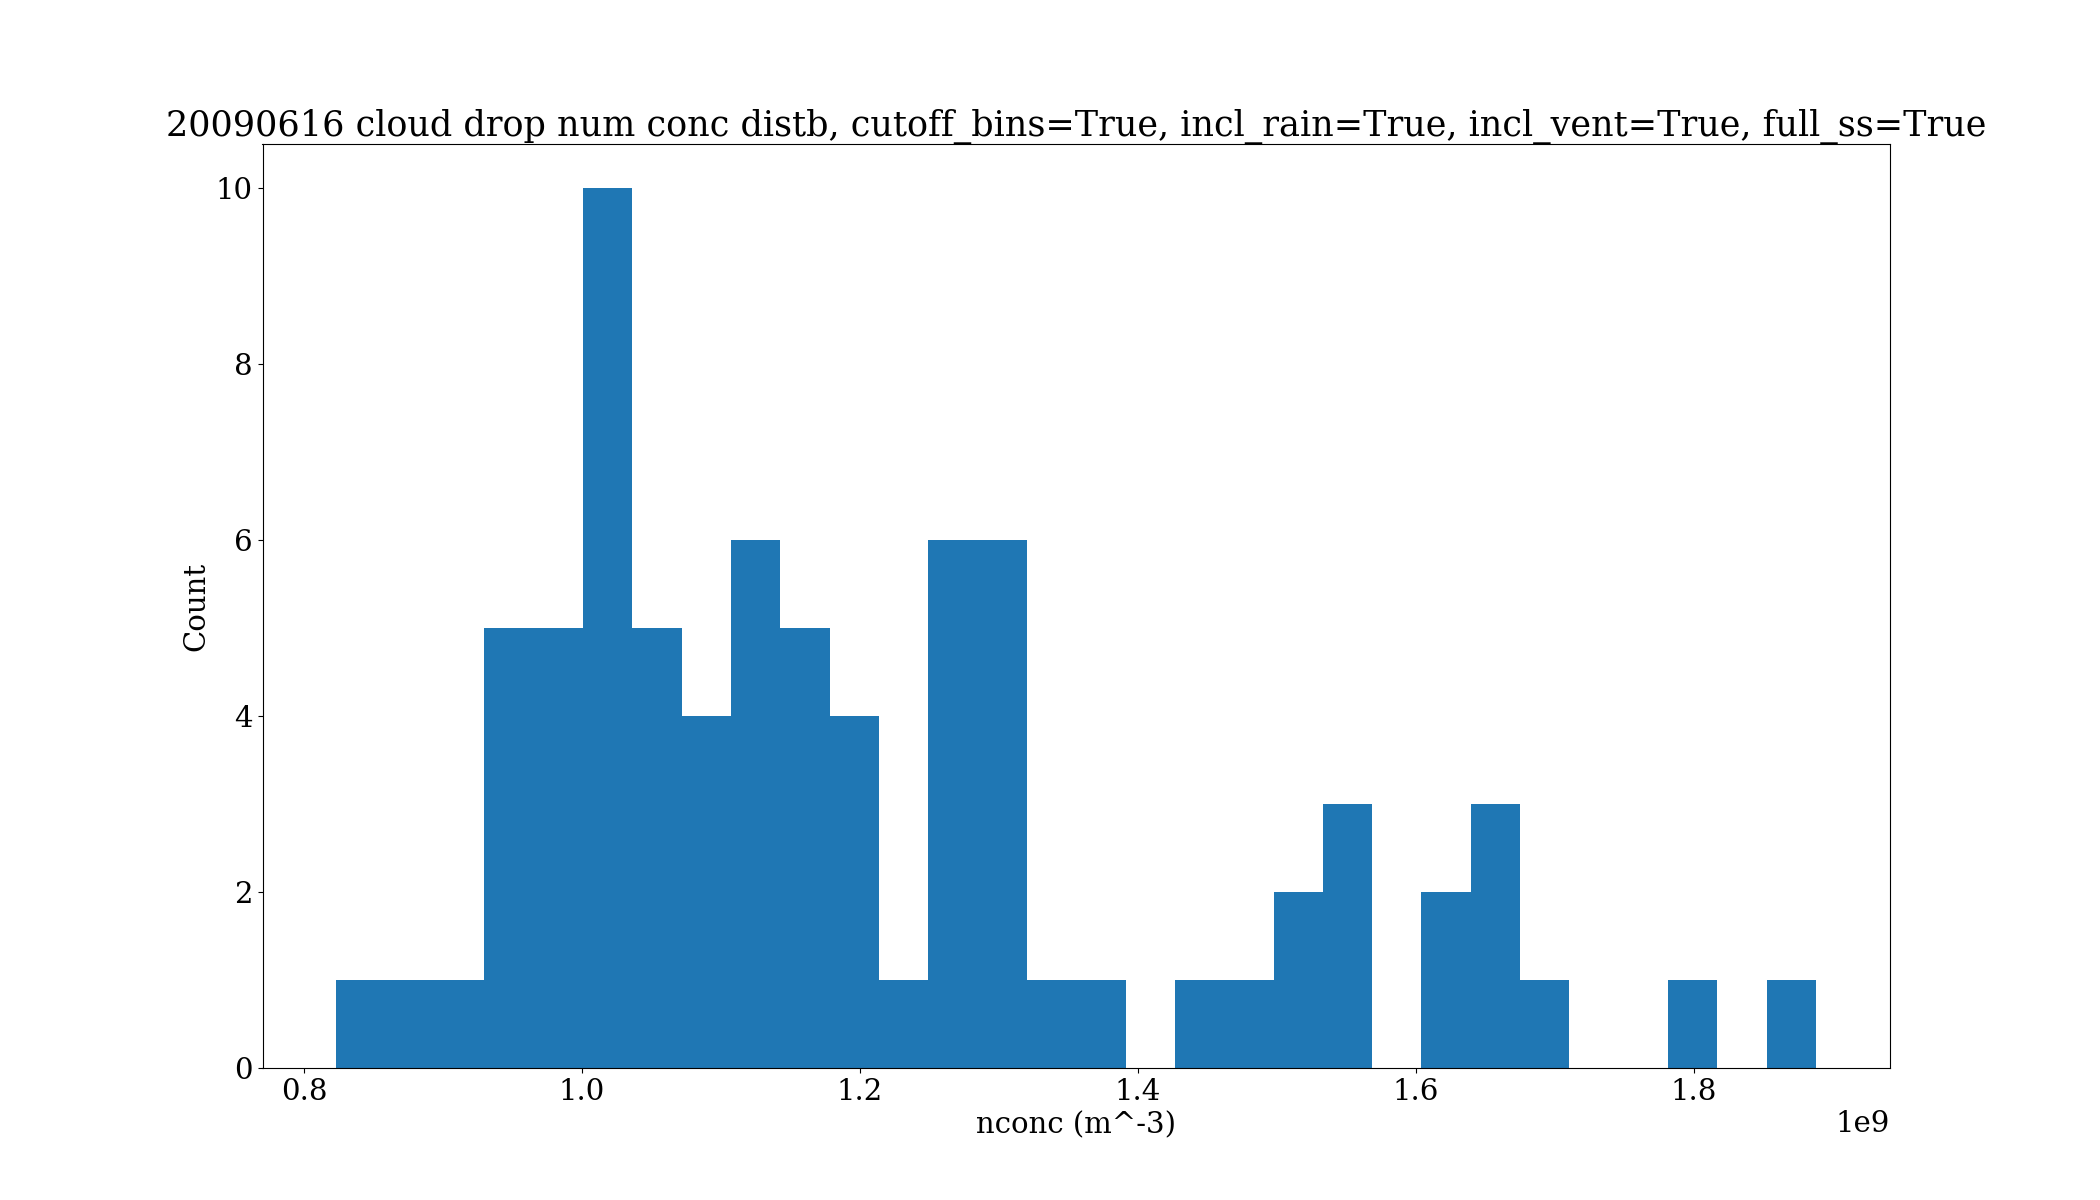 20090616 cloud drop num conc distb, cutoff_bins=True, incl_rain=True, incl_vent=True, full_ss=True
10
8
6
4
2
0
Count
0.8 1.0 1.2 1.4 1.6 1.8
nconc (m^-3)
1e9